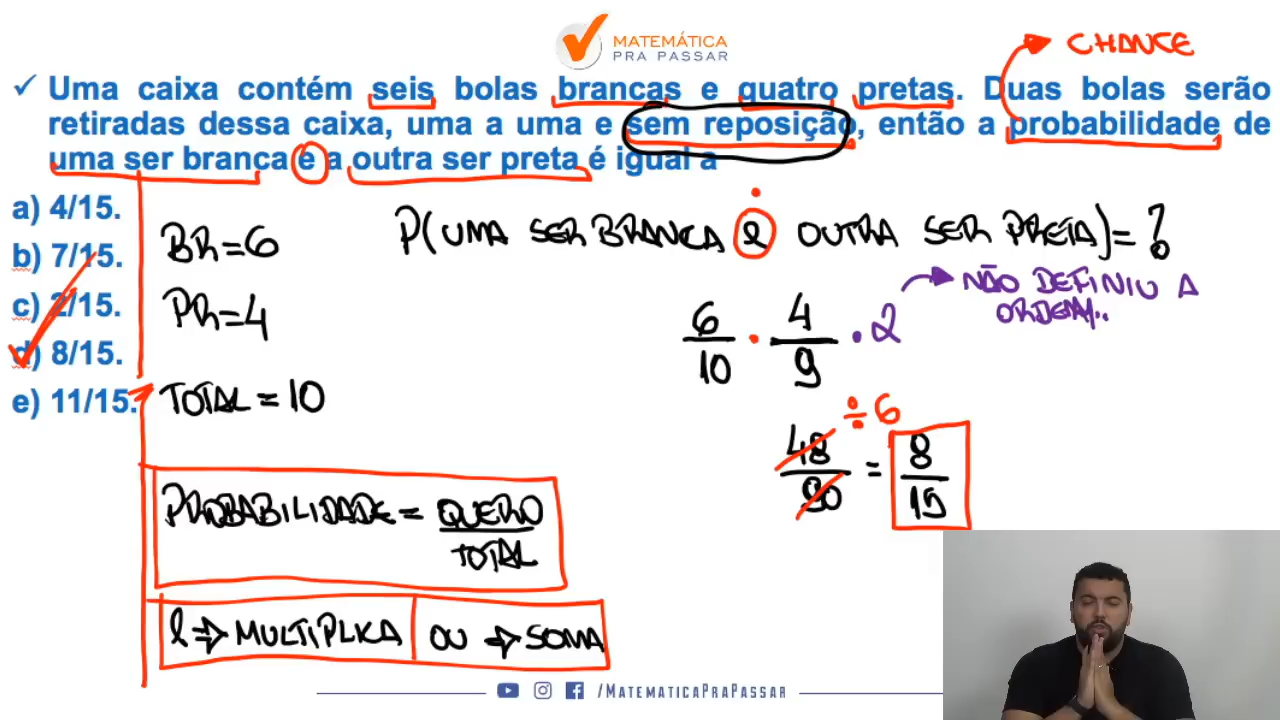 MATEMÁTICA
PRA PASSAR
CHANCE
✓ Uma caixa contém seis bolas brancas e quatro pretas. Duas bolas serão
retiradas dessa caixa, uma a uma e sem reposição, então a probabilidade de
uma ser branca e a outra ser preta é igual a
a) 4/15.
b) 7/15.
c) 2/15.
d) 8/15.
e) 11/15.
BR=6
PR=4
TOTAL=10
P(UMA SER BRANCA e OUTRA SER PRETA)=?
NÃO DEFINIU A
ORDEM..
6/10 · 4/9 · 2
÷6
48/90 = 8/15
PROBABILIDADE = QUERO/TOTAL
e ⇒ MULTIPLICA
OU ⇒ SOMA
/MatematicaPraPassar